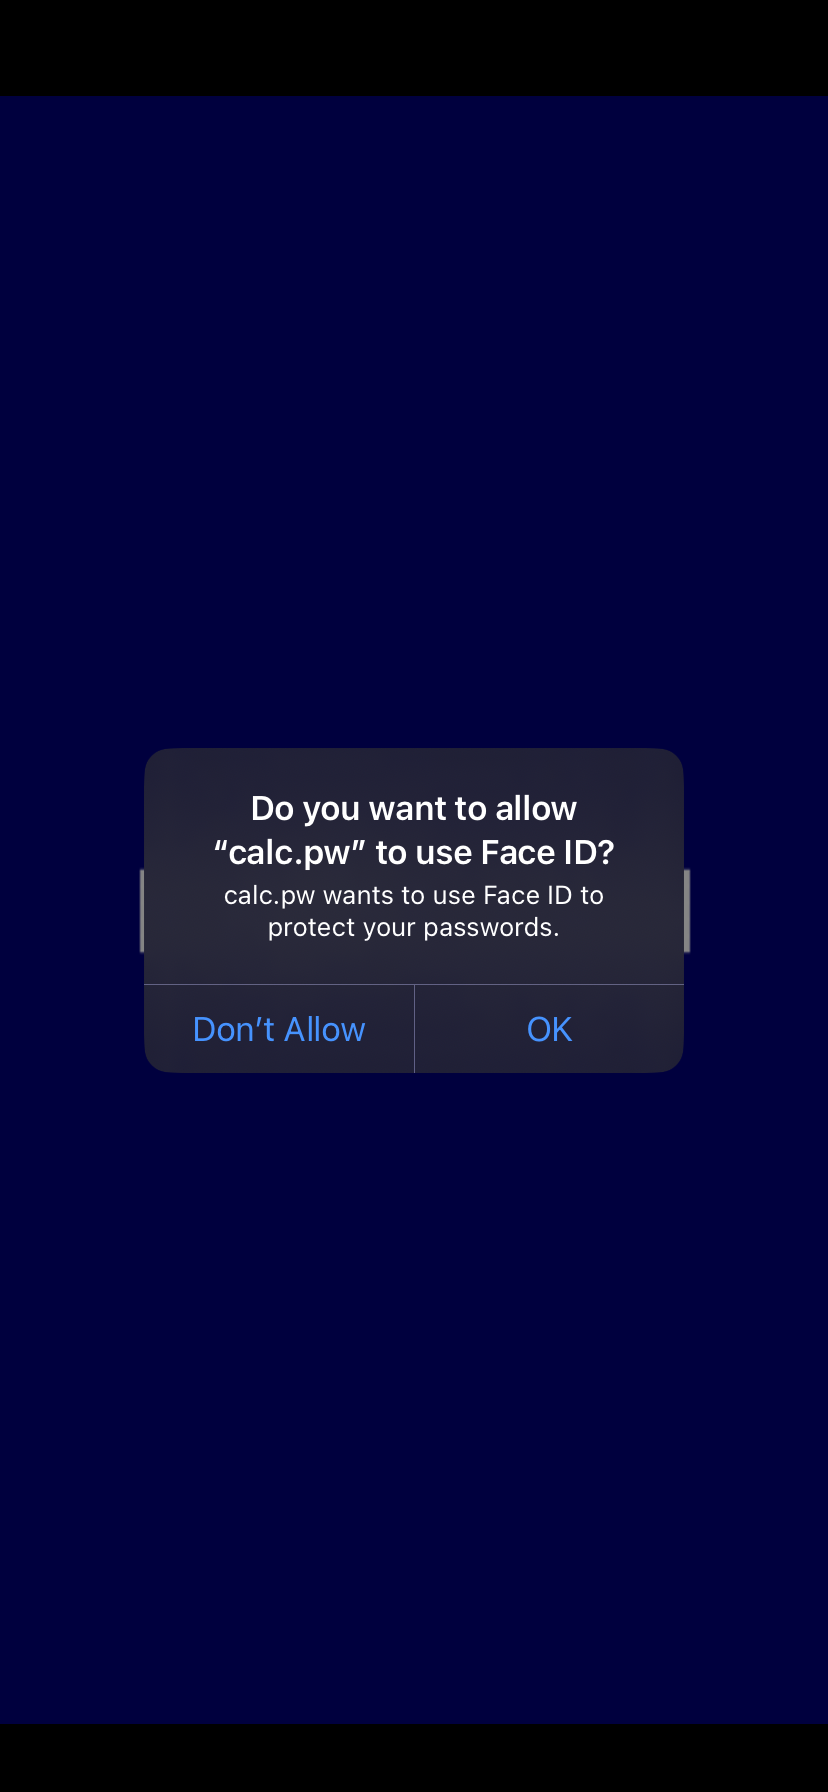 Do you want to allow
“calc.pw” to use Face ID?
calc.pw wants to use Face ID to
protect your passwords.
Don’t Allow
OK